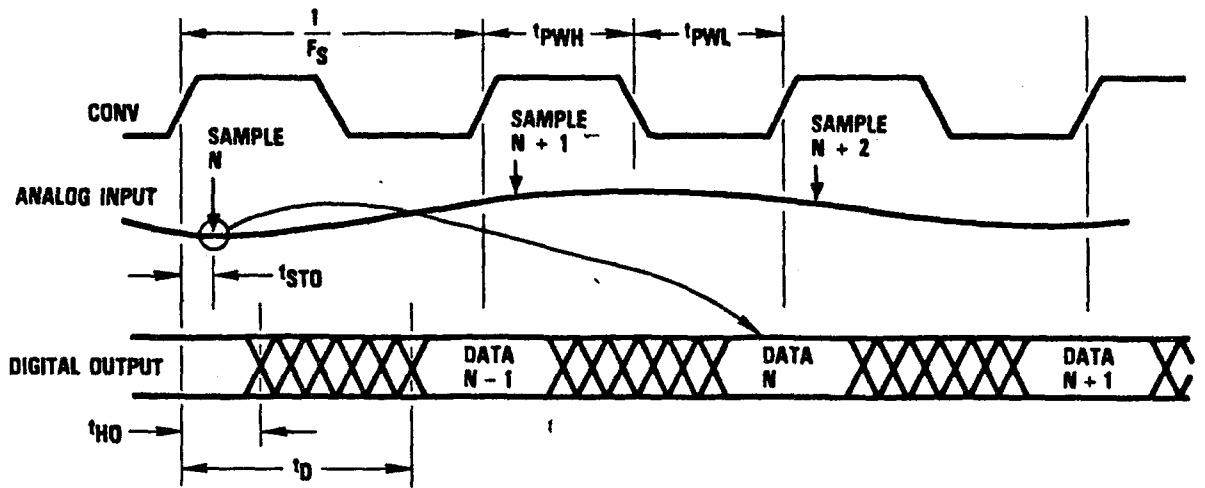 1
FS
tPWH
tPWL
CONV
SAMPLE
N
SAMPLE
N + 1
SAMPLE
N + 2
ANALOG INPUT
tSTO
DIGITAL OUTPUT
DATA
N - 1
DATA
N
DATA
N + 1
tHO
tD